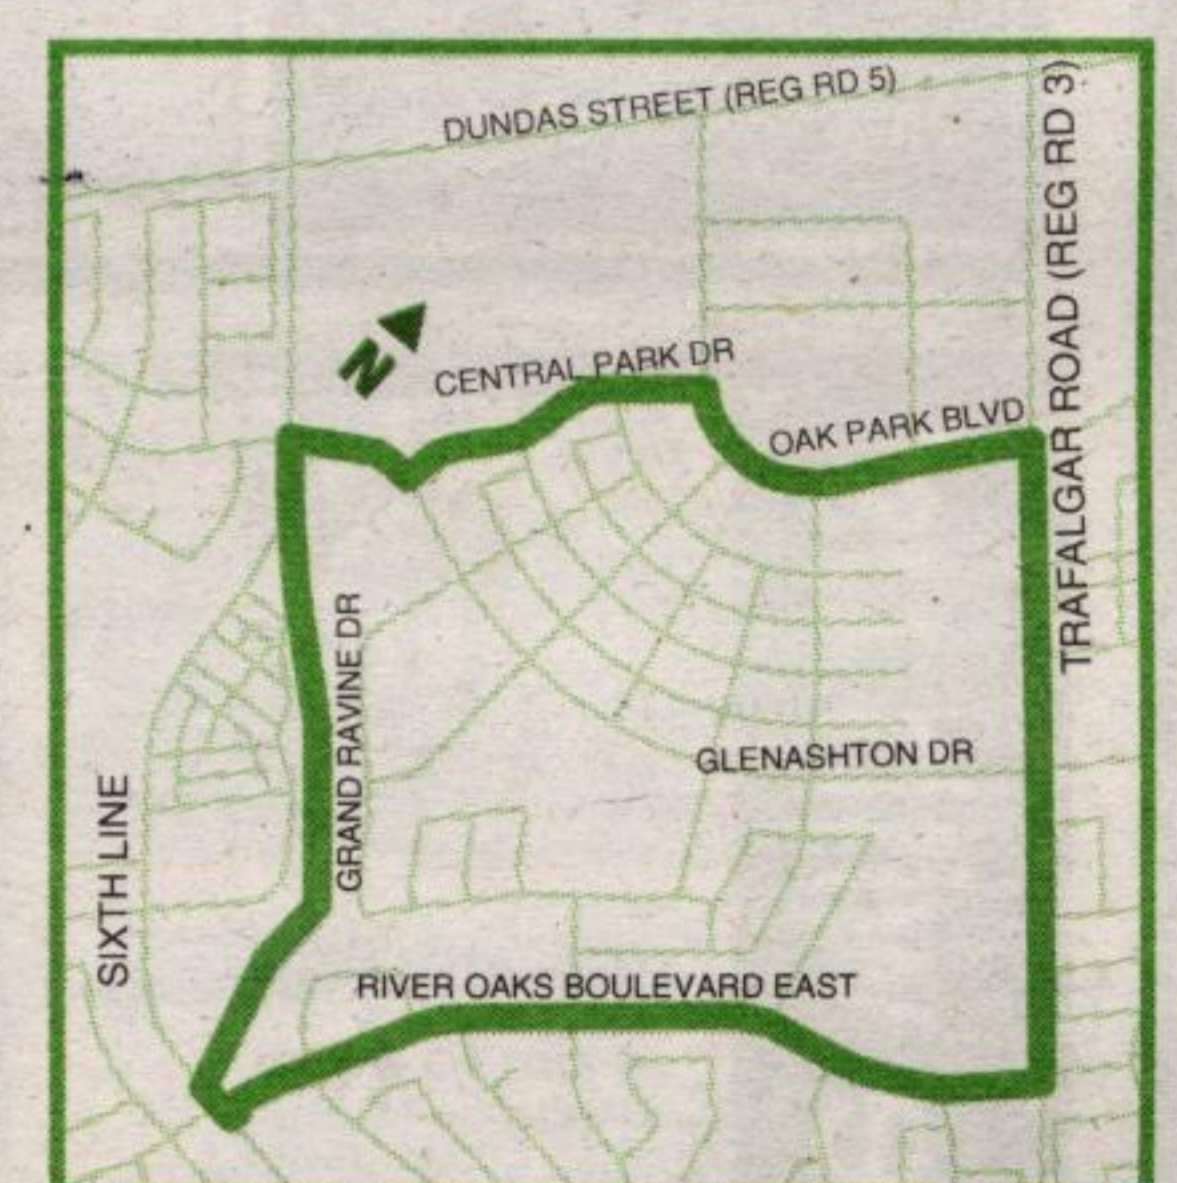 DUNDAS STREET (REG RD 5)
TRAFALGAR ROAD (REG RD 3)
N
CENTRAL PARK DR
OAK PARK BLVD
GRAND RAVINE DR
GLENASHTON DR
SIXTH LINE
RIVER OAKS BOULEVARD EAST